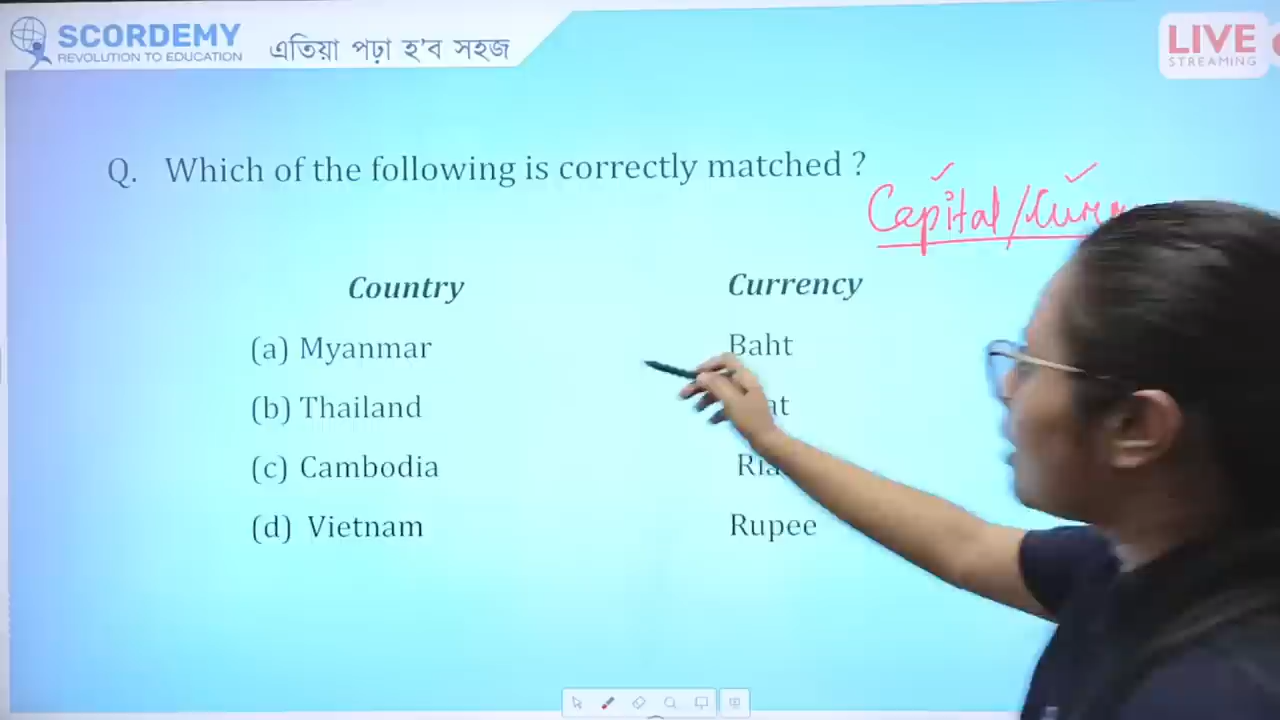 SCORDEMY
REVOLUTION TO EDUCATION
এতিয়া পঢ়া হ'ব সহজ
LIVE
STREAMING
Q. Which of the following is correctly matched ?
Capital /
Country Currency
(a) Myanmar Baht
(b) Thailand
(c) Cambodia
(d) Vietnam Rupee